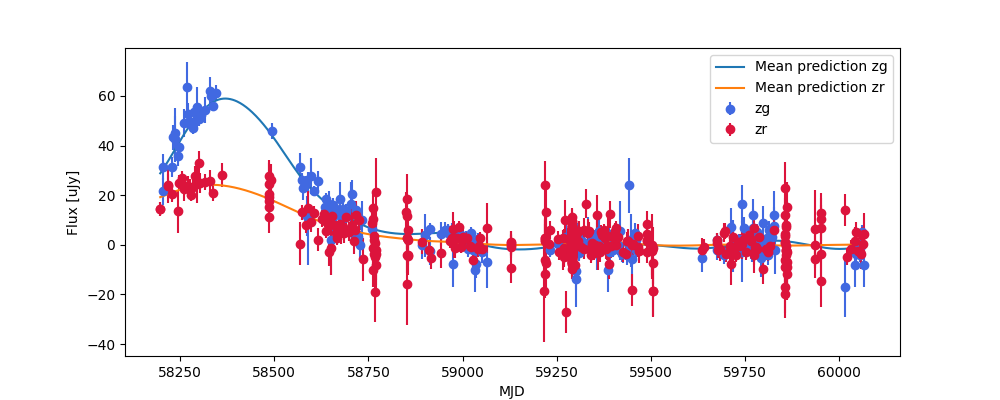 Mean prediction zg
Mean prediction zr
zg
zr
Flux [uJy]
60
40
20
0
−20
−40
58250
58500
58750
59000
59250
59500
59750
60000
MJD